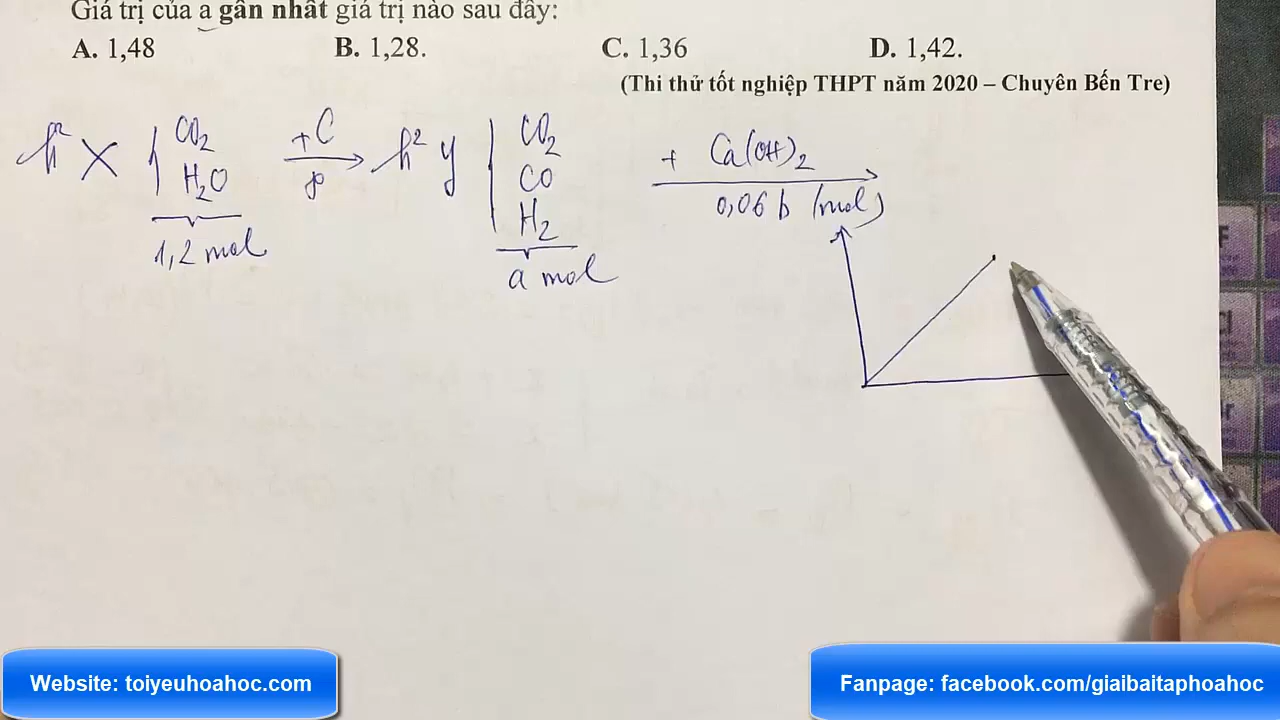 Giá trị của a gần nhất giá trị nào sau đây:
A. 1,48 B. 1,28. C. 1,36 D. 1,42.
(Thi thử tốt nghiệp THPT năm 2020 – Chuyên Bến Tre)
h² X CO2 H2O +C t° h² Y CO2 CO H2 + Ca(OH)2
0,06 b (mol)
1,2 mol
a mol
Website: toiyeuhoahoc.com
Fanpage: facebook.com/giaibaitaphoahoc